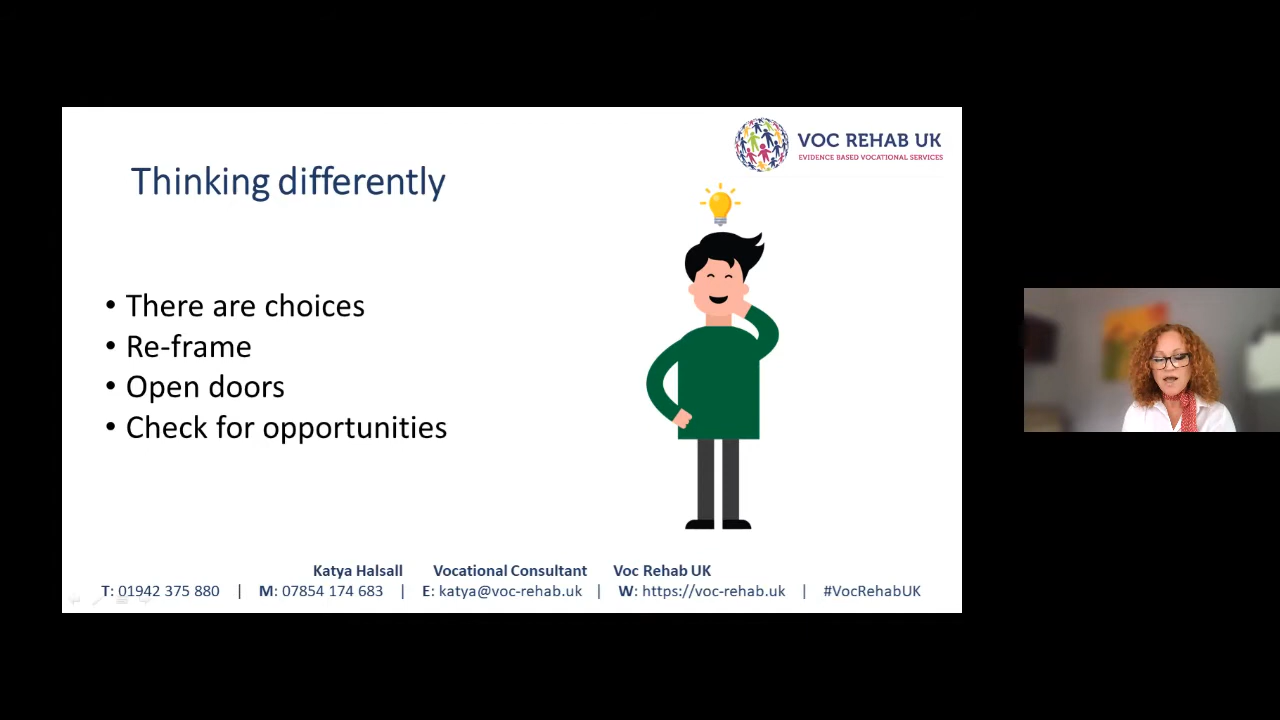 VOC REHAB UK
EVIDENCE BASED VOCATIONAL SERVICES
Thinking differently
• There are choices
• Re-frame
• Open doors
• Check for opportunities
Katya Halsall Vocational Consultant Voc Rehab UK
T: 01942 375 880 | M: 07854 174 683 | E: katya@voc-rehab.uk | W: https://voc-rehab.uk | #VocRehabUK